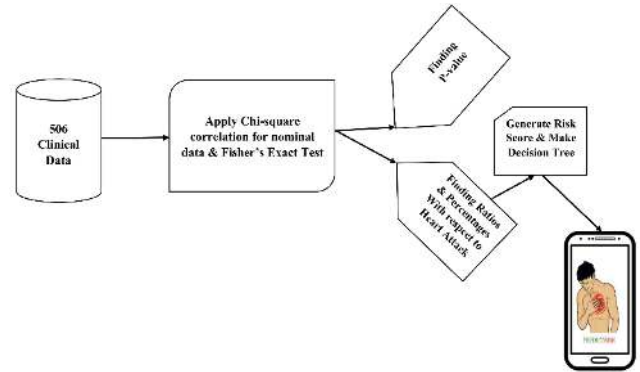 506
Clinical
Data
Apply Chi-square
correlation for nominal
data & Fisher's Exact Test
Finding
P-value
Finding Ratios
& Percentages
With respect to
Heart Attack
Generate Risk
Score & Make
Decision Tree